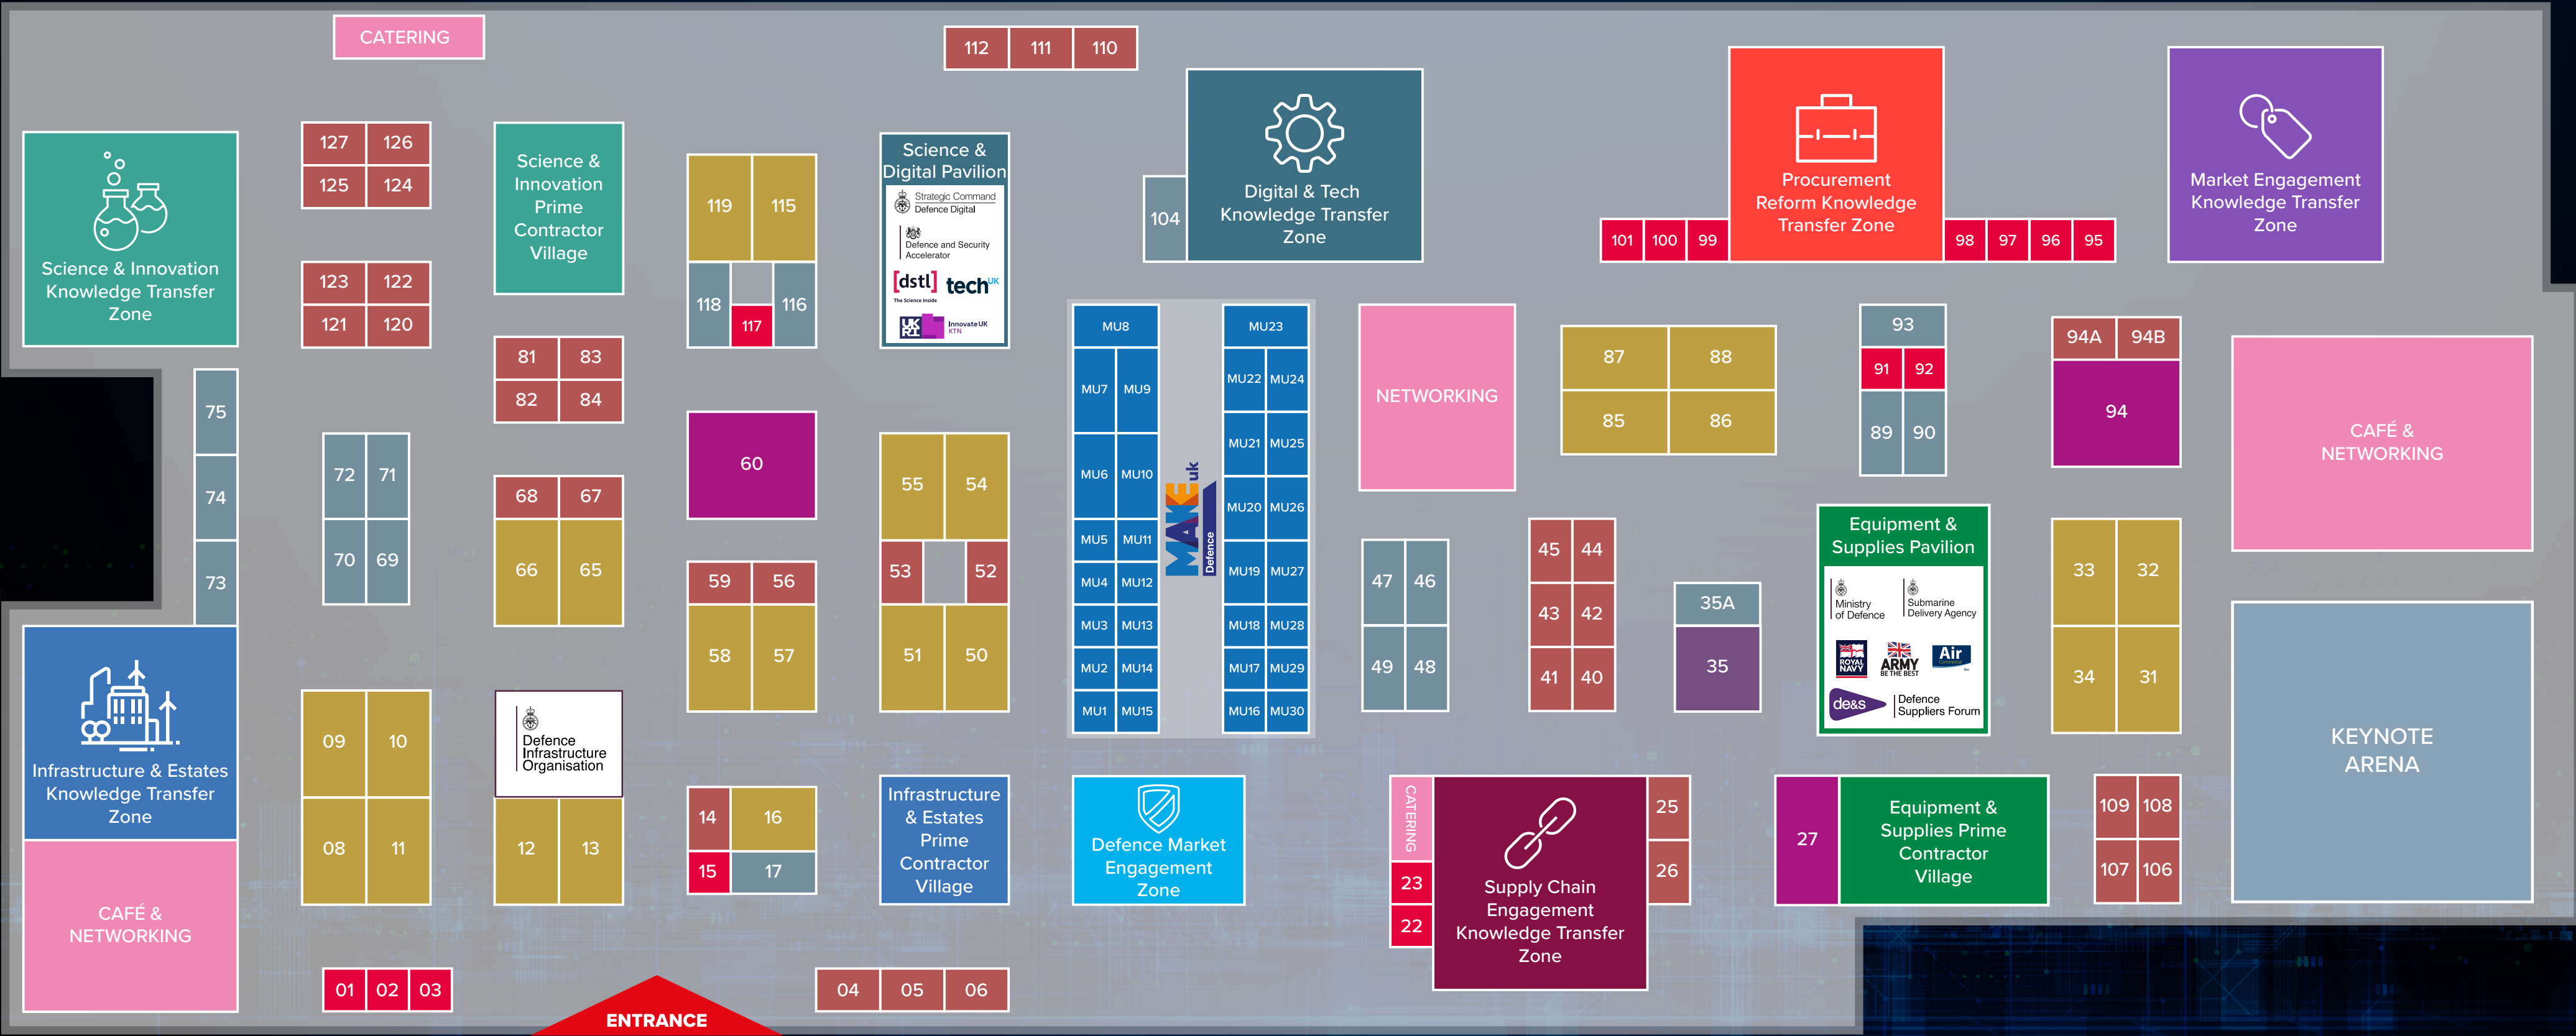 CATERING
112
111
110
127
126
125
124
123
122
121
120
Science & Innovation
Knowledge Transfer
Zone
Science &
Innovation
Prime
Contractor
Village
119
115
118
117
116
Science &
Digital Pavilion
Strategic Command
Defence Digital
Defence and Security
Accelerator
[dstl]
The Science Inside
techUK
UKRI
Innovate UK
KTN
104
Digital & Tech
Knowledge Transfer
Zone
101
100
99
Procurement
Reform Knowledge
Transfer Zone
98
97
96
95
Market Engagement
Knowledge Transfer
Zone
75
74
73
72
71
70
69
81
83
82
84
68
67
66
65
60
59
56
58
57
55
54
53
52
51
50
MU8
MU7
MU9
MU6
MU10
MU5
MU11
MU4
MU12
MU3
MU13
MU2
MU14
MU1
MU15
MAKE uk
Defence
MU23
MU22
MU24
MU21
MU25
MU20
MU26
MU19
MU27
MU18
MU28
MU17
MU29
MU16
MU30
NETWORKING
87
88
85
86
93
91
92
89
90
94A
94B
94
CAFÉ &
NETWORKING
47
46
49
48
45
44
43
42
41
40
35A
35
Equipment &
Supplies Pavilion
Ministry
of Defence
Submarine
Delivery Agency
ROYAL
NAVY
ARMY
BE THE BEST
Air
de&s
Defence
Suppliers Forum
33
32
34
31
KEYNOTE
ARENA
Infrastructure & Estates
Knowledge Transfer
Zone
CAFÉ &
NETWORKING
09
10
08
11
Defence
Infrastructure
Organisation
12
13
14
16
15
17
Infrastructure
& Estates
Prime
Contractor
Village
Defence Market
Engagement
Zone
CATERING
23
22
Supply Chain
Engagement
Knowledge Transfer
Zone
25
26
27
Equipment &
Supplies Prime
Contractor
Village
109
108
107
106
01
02
03
ENTRANCE
04
05
06